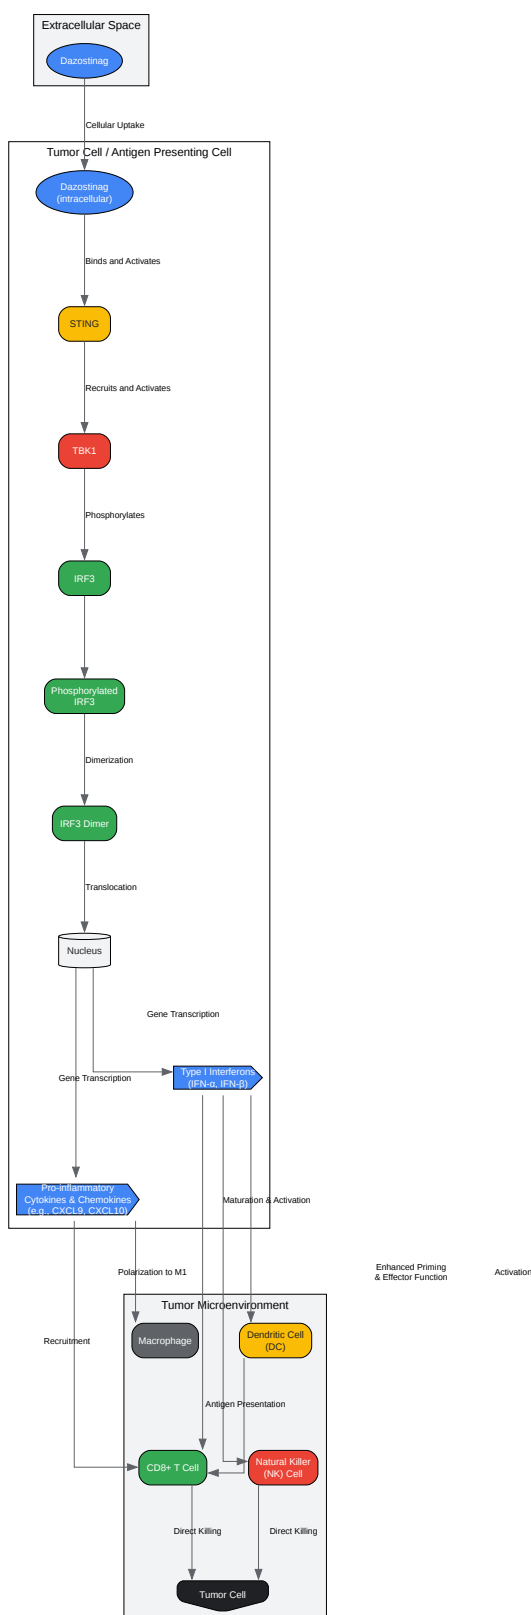 Extracellular Space
Dazostinag
Cellular Uptake
Tumor Cell / Antigen Presenting Cell
Dazostinag
(intracellular)
Binds and Activates
STING
Recruits and Activates
TBK1
Phosphorylates
IRF3
Phosphorylated
IRF3
Dimerization
IRF3 Dimer
Translocation
Nucleus
Gene Transcription
Type I Interferons
(IFN-α, IFN-β)
Gene Transcription
Pro-inflammatory
Cytokines & Chemokines
(e.g., CXCL9, CXCL10)
Maturation & Activation
Polarization to M1
Enhanced Priming
& Effector Function
Activation
Tumor Microenvironment
Recruitment
Macrophage
Dendritic Cell
(DC)
Antigen Presentation
CD8+ T Cell
Natural Killer
(NK) Cell
Direct Killing
Direct Killing
Tumor Cell